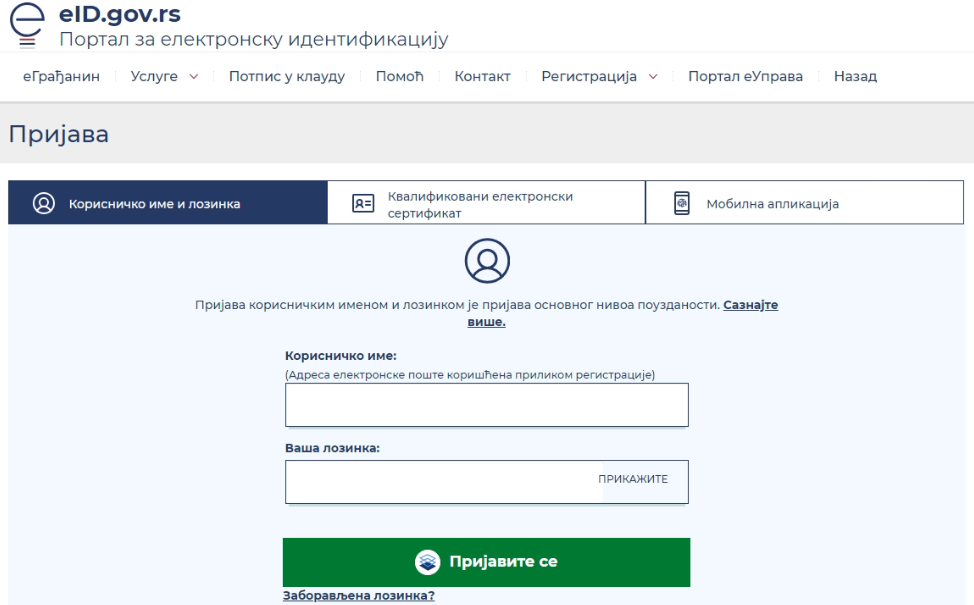 eID.gov.rs
Портал за електронску идентификацију
еГрађанин Услуге Потпис у клауду Помоћ Контакт Регистрација Портал еУправа Назад
Пријава
Корисничко име и лозинка
Квалификовани електронски
сертификат
Мобилна апликација
Пријава корисничким именом и лозинком је пријава основног нивоа поузданости. Сазнајте
више.
Корисничко име:
(Адреса електронске поште коришћена приликом регистрације)
Ваша лозинка:
ПРИКАЖИТЕ
Пријавите се
Заборављена лозинка?